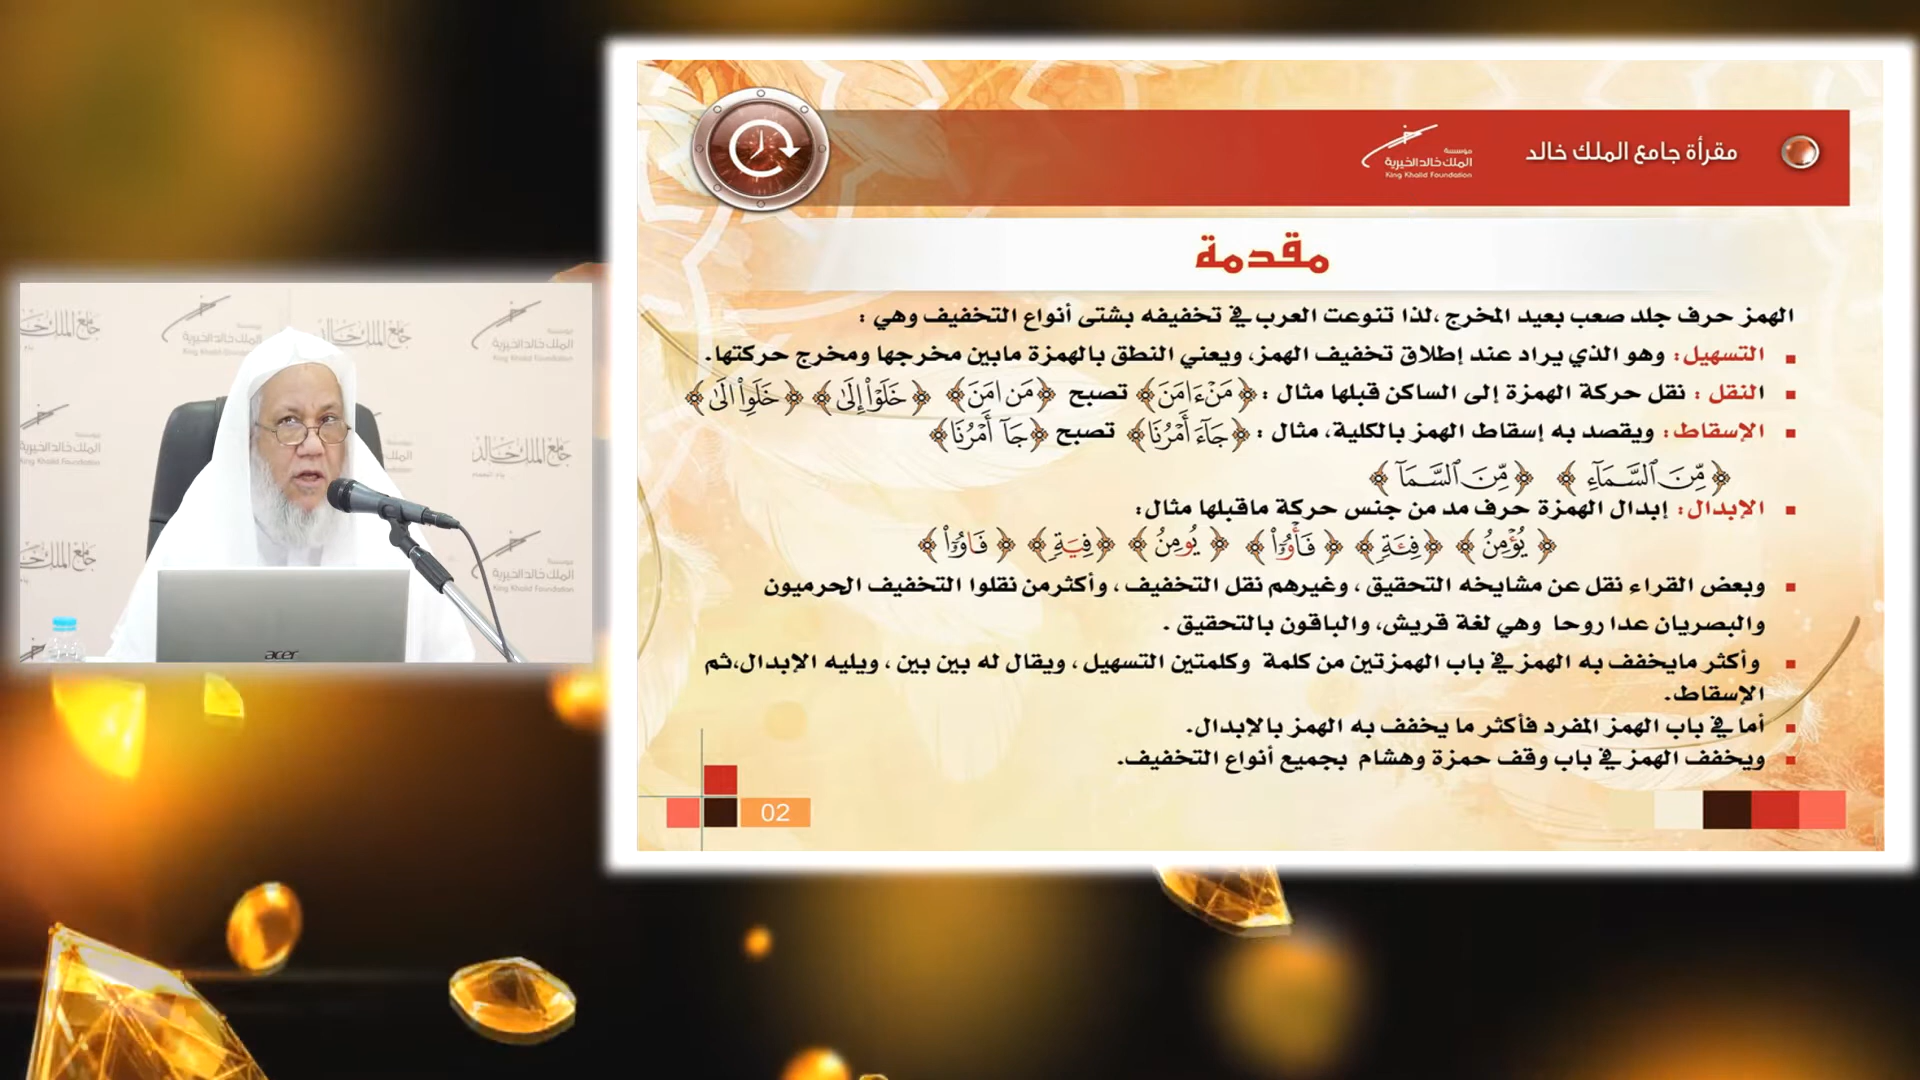 مقرأة جامع الملك خالد
مؤسسة
الملك خالد الخيرية
King Khalid Foundation
مقدمة
الهمز حرف جلد صعب بعيد المخرج ،لذا تنوعت العرب في تخفيفه بشتى أنواع التخفيف وهي :
التسهيل: وهو الذي يراد عند إطلاق تخفيف الهمز، ويعني النطق بالهمزة مابين مخرجها ومخرج حركتها.
النقل : نقل حركة الهمزة إلى الساكن قبلها مثال : ﴿مَنْ ءَامَنَ﴾ تصبح ﴿مَن امَنَ﴾ ﴿خَلَوْاْ إِلَىٰ﴾ ﴿خَلَوِاْ لَىٰ﴾
الإسقاط: ويقصد به إسقاط الهمز بالكلية، مثال : ﴿جَآءَ أَمْرُنَا﴾ تصبح ﴿جَآ أَمْرُنَا﴾
﴿مِّنَ ٱلسَّمَآءِ﴾ ﴿مِّنَ ٱلسَّمَآ﴾
الإبدال: إبدال الهمزة حرف مد من جنس حركة ماقبلها مثال:
﴿يُؤْمِنُ﴾ ﴿فِئَةٍ﴾ ﴿فَأْوُۥٓاْ﴾ ﴿يُومِنُ﴾ ﴿فِيَةٍ﴾ ﴿فَاوُۥٓاْ﴾
وبعض القراء نقل عن مشايخه التحقيق ، وغيرهم نقل التخفيف ، وأكثرمن نقلوا التخفيف الحرميون
والبصريان عدا روحا وهي لغة قريش، والباقون بالتحقيق .
وأكثر مايخفف به الهمز في باب الهمزتين من كلمة وكلمتين التسهيل ، ويقال له بين بين ، ويليه الإبدال،ثم
الإسقاط.
أما في باب الهمز المفرد فأكثر ما يخفف به الهمز بالإبدال.
ويخفف الهمز في باب وقف حمزة وهشام بجميع أنواع التخفيف.
02
جامع الملك خالد
King Khalid Foundation
acer